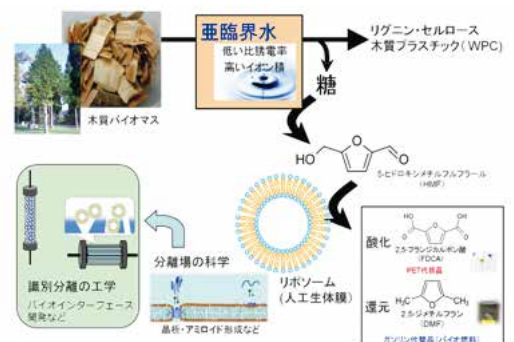 亜臨界水
低い比誘電率
高いイオン積
リグニン・セルロース
木質プラスチック(WPC)
木質バイオマス
糖
HO
O
O
5-ヒドロキシメチルフルフラール
(HMF)
分離場の科学
リポソーム
(人工生体膜)
識別分離の工学
バイオインターフェース
開発など
晶析・アミロイド形成など
酸化
HO
O
O
O
OH
2,5-フランジカルボン酸
(FDCA)
PET代替品
還元
H₃C
O
CH₃
2,5-ジメチルフラン
(DMF)
ガソリン代替品(バイオ燃料)